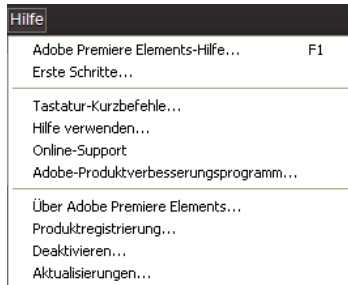 Hilfe
Adobe Premiere Elements-Hilfe... F1
Erste Schritte...
Tastatur-Kurzbefehle...
Hilfe verwenden...
Online-Support
Adobe-Produktverbesserungsprogramm...
Über Adobe Premiere Elements...
Produktregistrierung...
Deaktivieren...
Aktualisierungen...